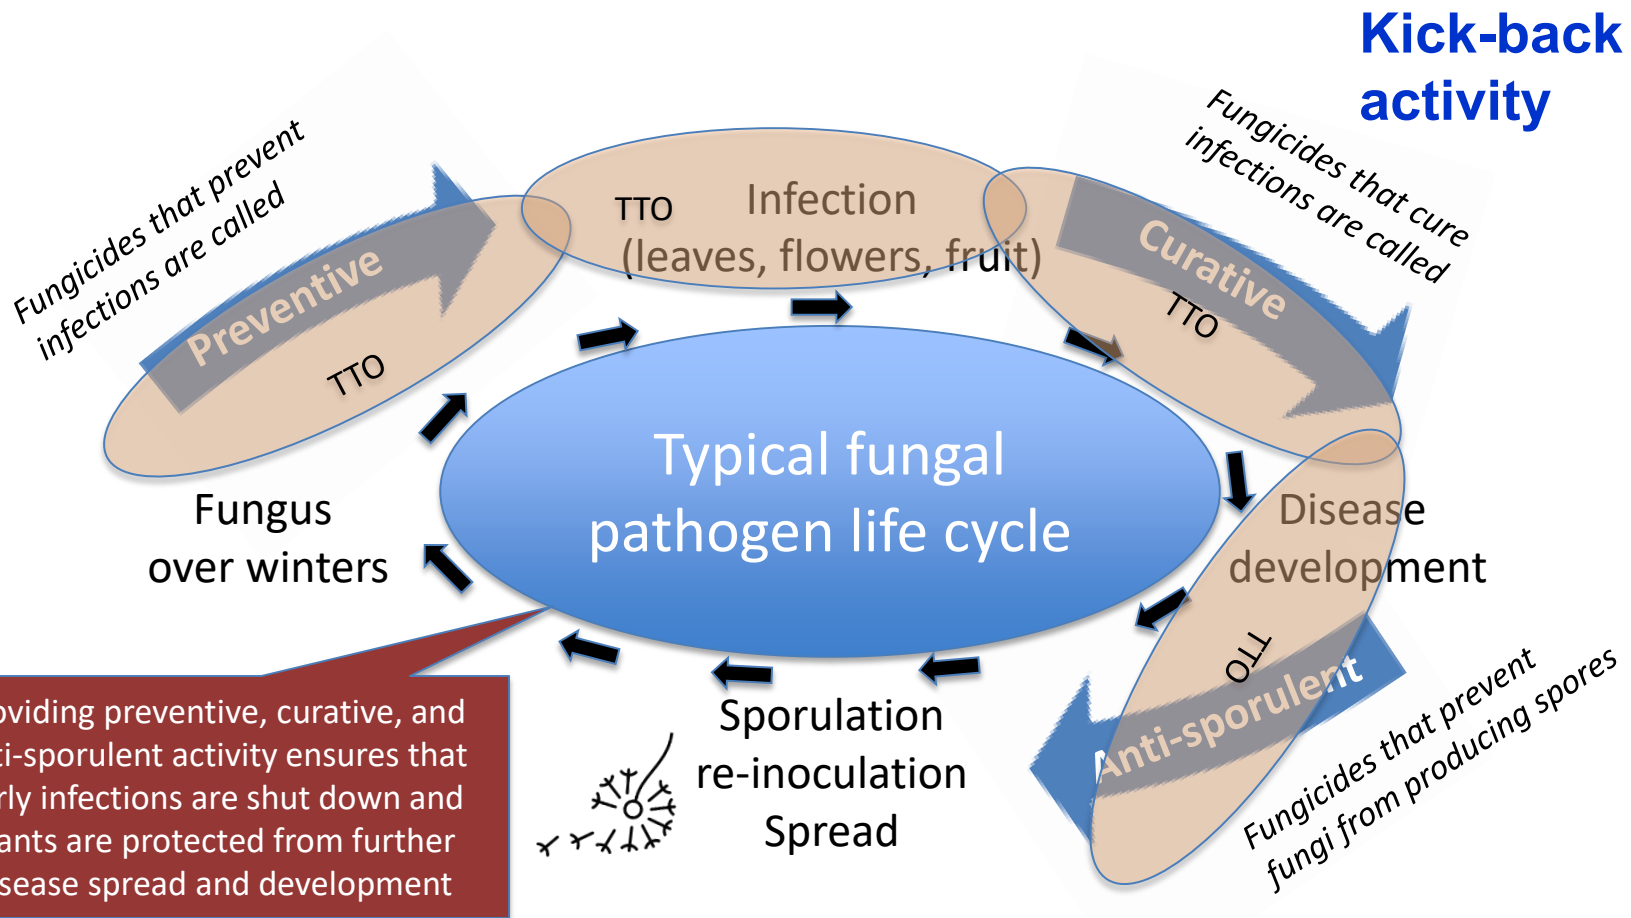 Kick-back
activity
Fungicides that prevent
infections are called
Preventive
TTO
TTO
Infection
(leaves, flowers, fruit)
Fungicides that cure
infections are called
Curative
TTO
Typical fungal
pathogen life cycle
Fungus
over winters
Disease
development
TTO
Anti-sporulent
Fungicides that prevent
fungi from producing spores
Sporulation
re-inoculation
Spread
oviding preventive, curative, and
ti-sporulent activity ensures that
rly infections are shut down and
ants are protected from further
sease spread and development